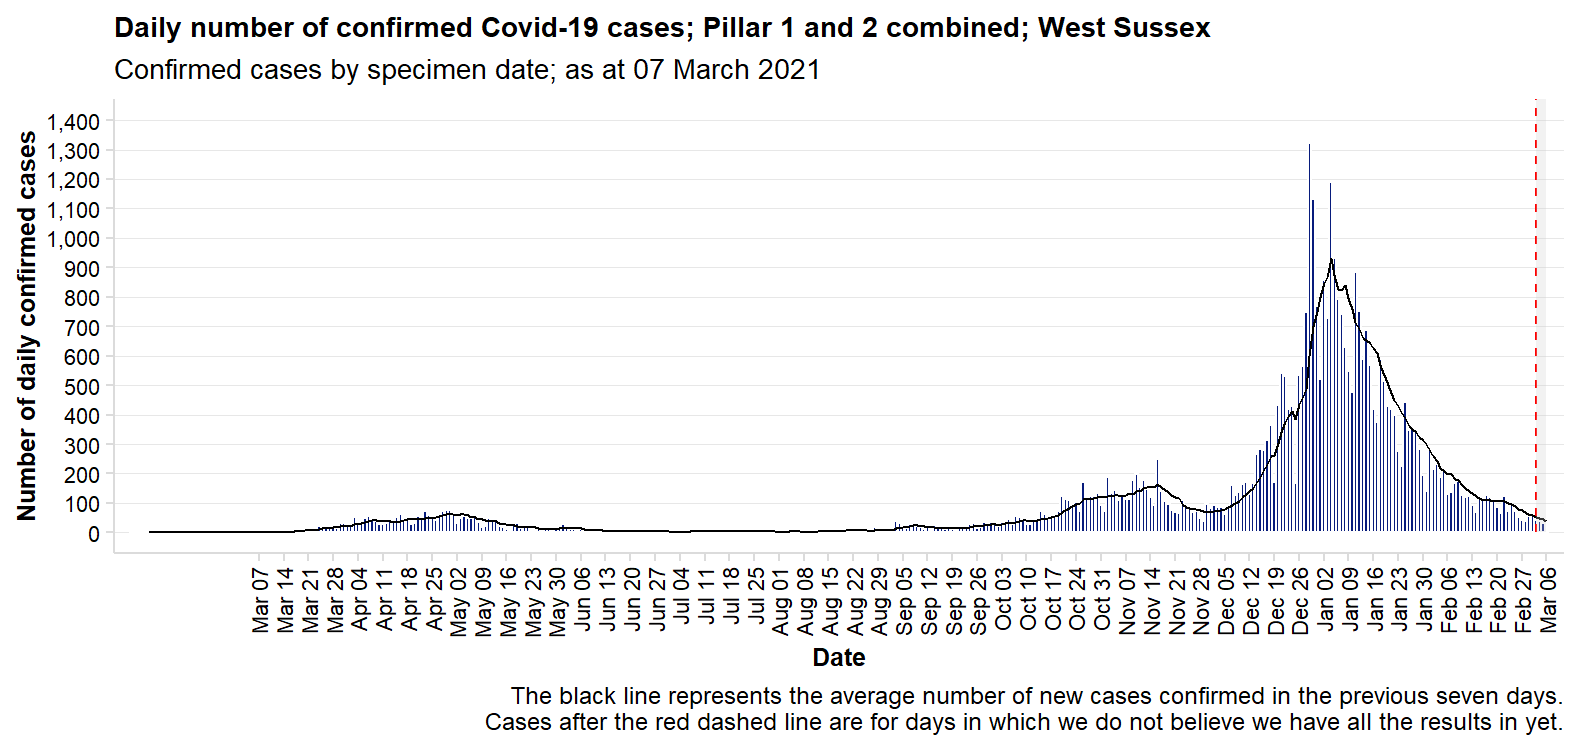 Daily number of confirmed Covid-19 cases; Pillar 1 and 2 combined; West Sussex
Confirmed cases by specimen date; as at 07 March 2021
Number of daily confirmed cases
1,400
1,300
1,200
1,100
1,000
900
800
700
600
500
400
300
200
100
0
Mar 07
Mar 14
Mar 21
Mar 28
Apr 04
Apr 11
Apr 18
Apr 25
May 02
May 09
May 16
May 23
May 30
Jun 06
Jun 13
Jun 20
Jun 27
Jul 04
Jul 11
Jul 18
Jul 25
Aug 01
Aug 08
Aug 15
Aug 22
Aug 29
Sep 05
Sep 12
Sep 19
Sep 26
Oct 03
Oct 10
Oct 17
Oct 24
Oct 31
Nov 07
Nov 14
Nov 21
Nov 28
Dec 05
Dec 12
Dec 19
Dec 26
Jan 02
Jan 09
Jan 16
Jan 23
Jan 30
Feb 06
Feb 13
Feb 20
Feb 27
Mar 06
Date
The black line represents the average number of new cases confirmed in the previous seven days.
Cases after the red dashed line are for days in which we do not believe we have all the results in yet.